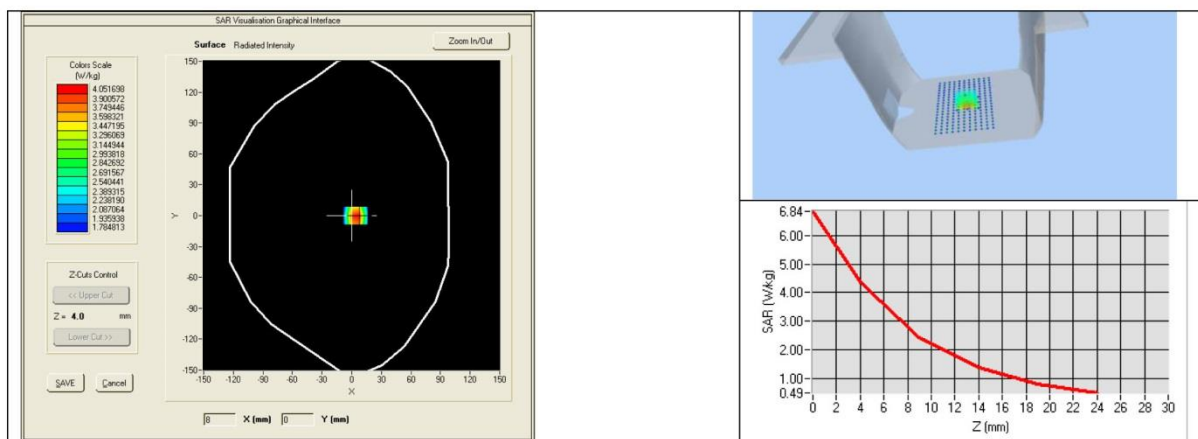 SAR Visualisation Graphical Interface
Surface Radiated Intensity
Zoom In/Out
Colors Scale
(W/kg)
4.051698
3.900572
3.749446
3.598321
3.447195
3.296069
3.144944
2.993818
2.842692
2.691567
2.540441
2.389315
2.238190
2.087064
1.935938
1.784813
Z-Cuts Control
<< Upper Cut
Z = 4.0 mm
Lower Cut >>
SAVE Cancel
150
120
90
60
30
Y
0
-30
-60
-90
-120
-150
-150 -120 -90 -60 -30 0 30 60 90 120 150
X
8 X (mm) 0 Y (mm)
6.84
6.00
5.00
4.00
3.00
2.00
1.00
0.49
SAR (W/kg)
0 2 4 6 8 10 12 14 16 18 20 22 24 26 28 30
Z (mm)